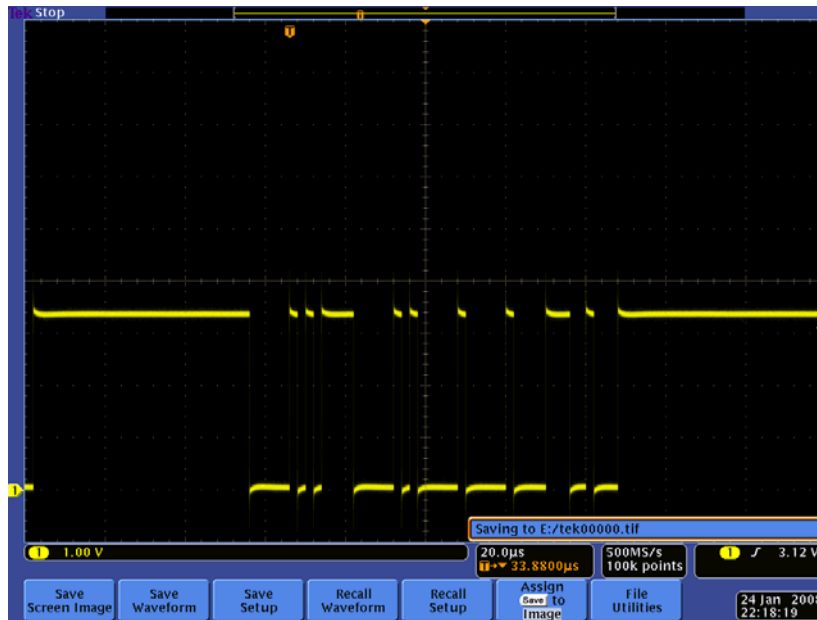 Tek Stop
T
1
Saving to E:/tek00000.tif
1 1.00 V
20.0µs
T→▼ 33.8800µs
500MS/s
100k points
1 ∫ 3.12 V
Save
Screen Image
Save
Waveform
Save
Setup
Recall
Waveform
Recall
Setup
Assign
Save to
Image
File
Utilities
24 Jan 2008
22:18:19